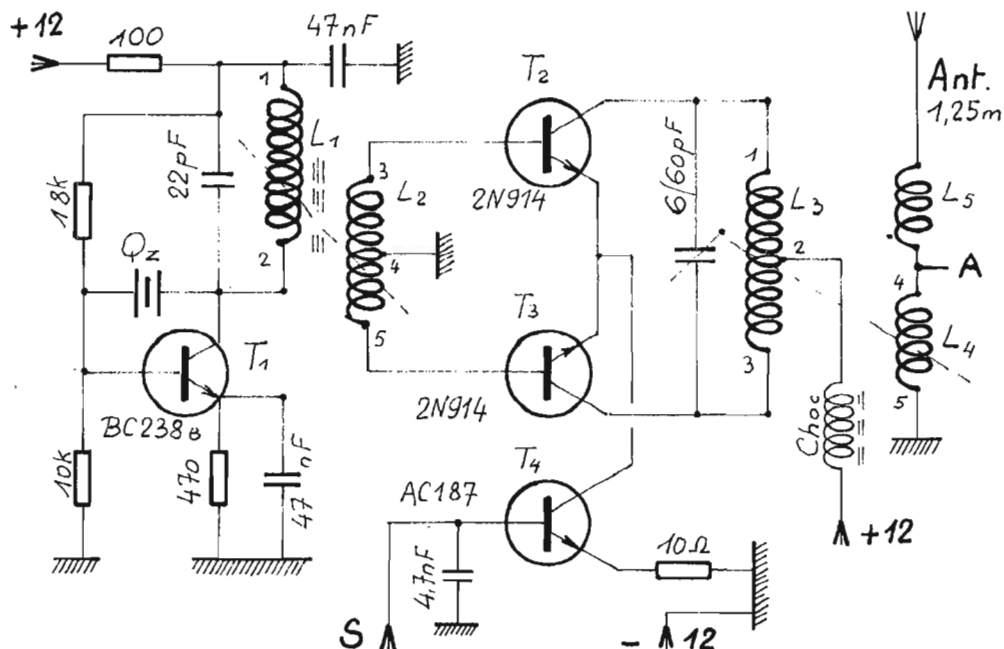 +12
100
47nF
1
L1
18k
22pF
2
Qz
T1
BC238B
10k
470
47
nF
3
L2
4
5
T2
2N914
T3
2N914
6/60pF
1
L3
2
3
Ant.
1,25m
L5
A
4
L4
5
Choc
+12
T4
AC187
4,7nF
10Ω
S
- 12